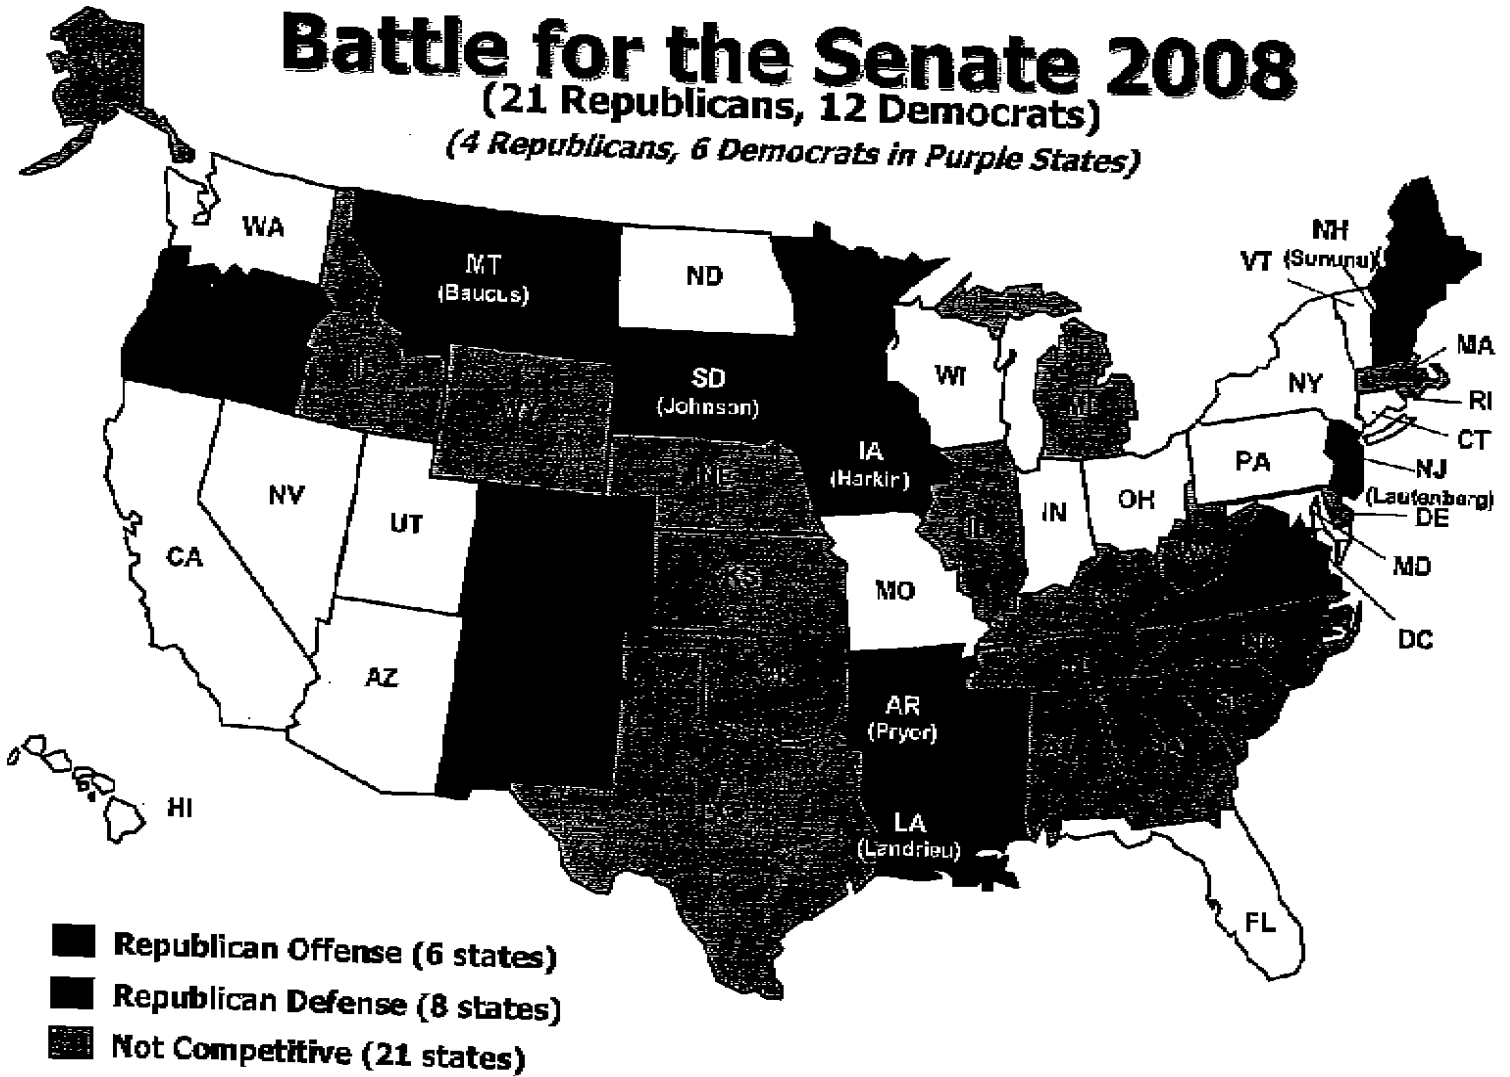 Battle for the Senate 2008
(21 Republicans, 12 Democrats)
(4 Republicans, 6 Democrats in Purple States)
WA
MT
(Baucus)
ND
NH
(Sununu)
VT
MA
SD
(Johnson)
WI
MI
NY
RI
CT
IA
(Harkin)
PA
NJ
(Lautenberg)
DE
NV
UT
IN
OH
CA
MO
MD
DC
AZ
AR
(Pryor)
HI
LA
(Landrieu)
FL
Republican Offense (6 states)
Republican Defense (8 states)
Not Competitive (21 states)